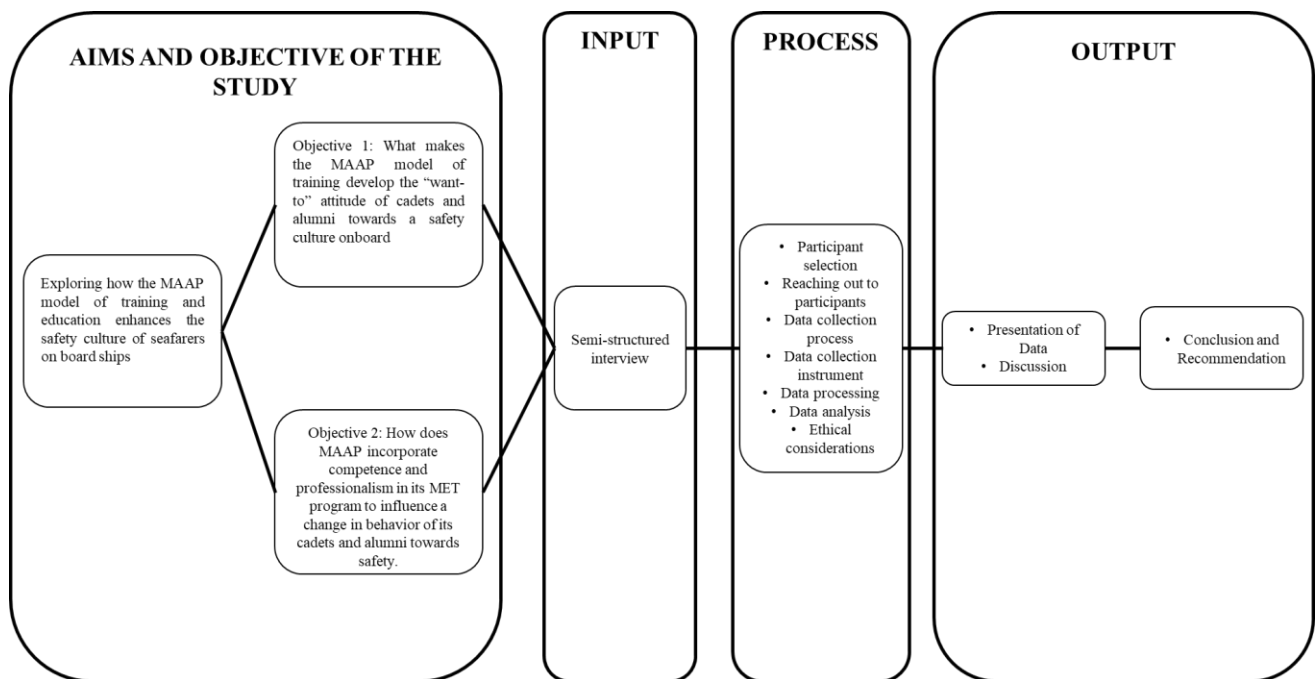 AIMS AND OBJECTIVE OF THE
STUDY
Exploring how the MAAP
model of training and
education enhances the
safety culture of seafarers
on board ships
Objective 1: What makes
the MAAP model of
training develop the “want-
to” attitude of cadets and
alumni towards a safety
culture onboard
Objective 2: How does
MAAP incorporate
competence and
professionalism in its MET
program to influence a
change in behavior of its
cadets and alumni towards
safety.
INPUT
Semi-structured
interview
PROCESS
• Participant
selection
• Reaching out to
participants
• Data collection
process
• Data collection
instrument
• Data processing
• Data analysis
• Ethical
considerations
OUTPUT
• Presentation of
Data
• Discussion
• Conclusion and
Recommendation